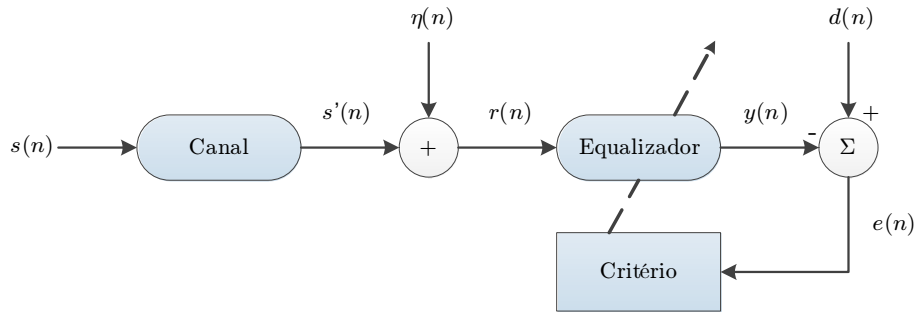 η(n)
d(n)
s'(n)
r(n)
y(n)
+
-
s(n)
Canal
+
Equalizador
Σ
e(n)
Critério